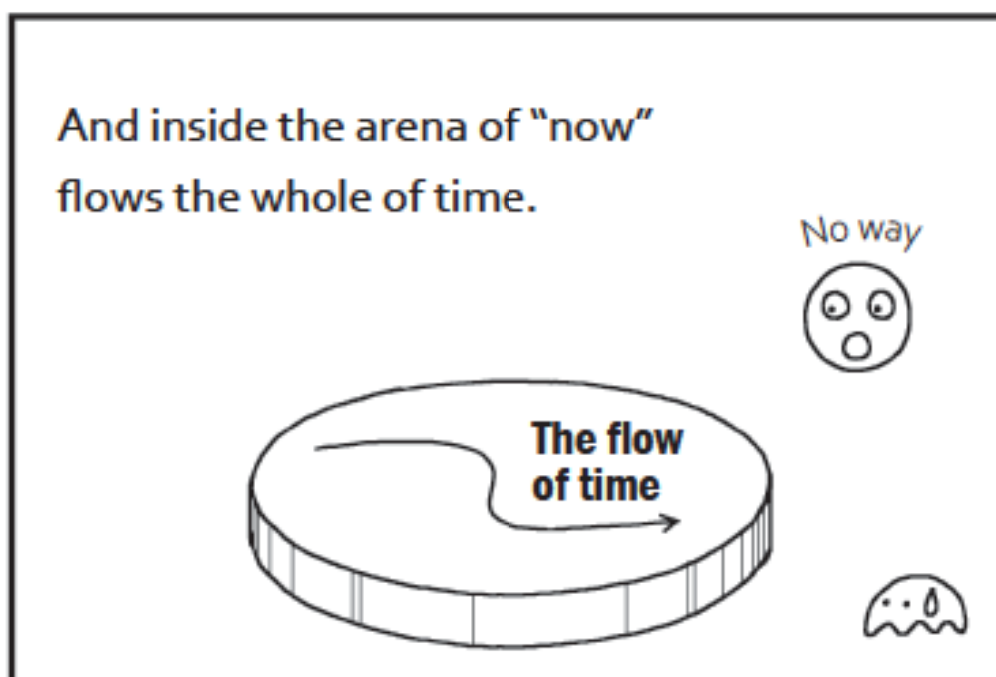 And inside the arena of “now”
flows the whole of time.
No way
The flow
of time